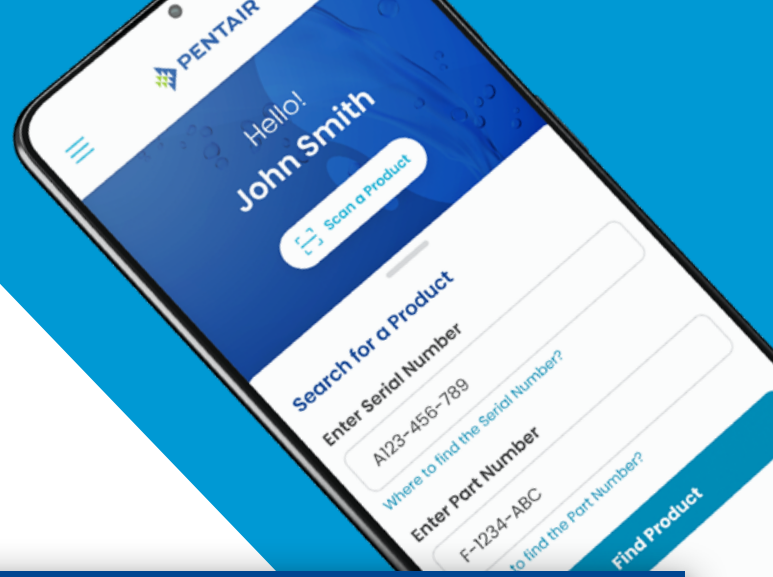 PENTAIR
Hello!
John Smith
Scan a Product
Search for a Product
Enter Serial Number
A123-456-789
Where to find the Serial Number?
Enter Part Number
F-1234-ABC
to find the Part Number?
Find Product